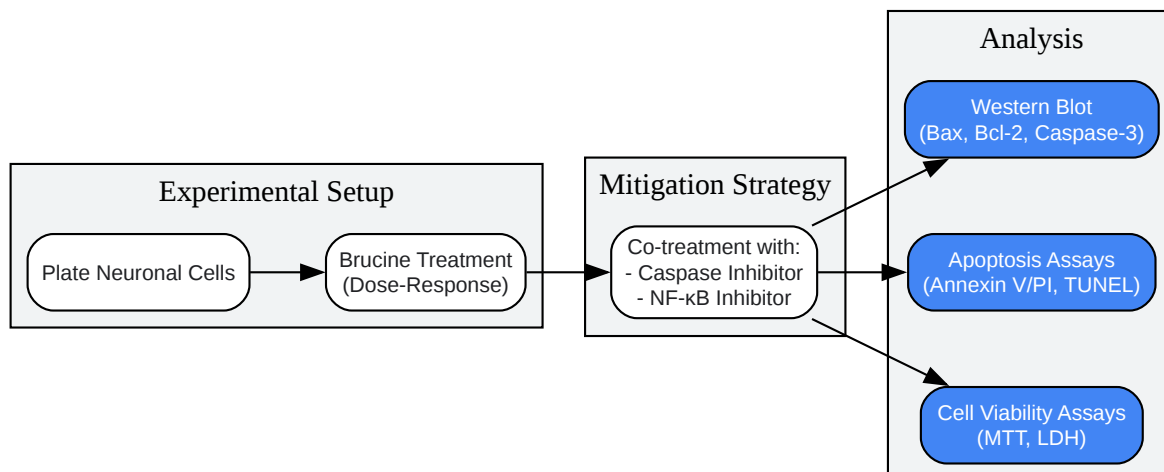 Experimental Setup
Plate Neuronal Cells
Brucine Treatment
(Dose-Response)
Mitigation Strategy
Co-treatment with:
- Caspase Inhibitor
- NF-κB Inhibitor
Analysis
Western Blot
(Bax, Bcl-2, Caspase-3)
Apoptosis Assays
(Annexin V/PI, TUNEL)
Cell Viability Assays
(MTT, LDH)